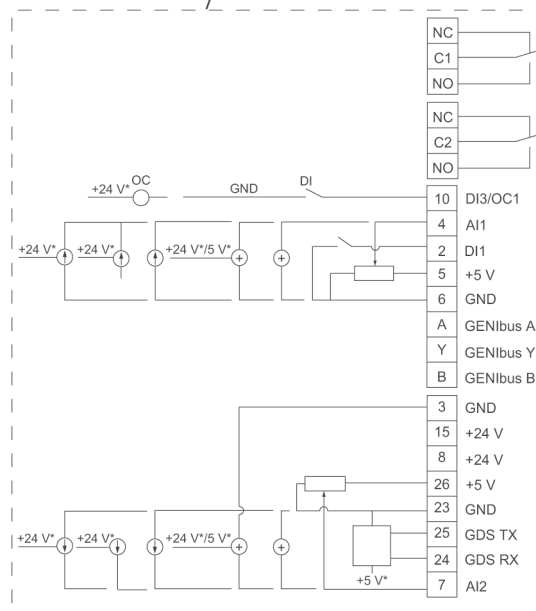 NC
C1
NO
NC
C2
NO
+24 V* OC GND DI 10 DI3/OC1
4 AI1
+24 V* +24 V* +24 V*/5 V* + + 2 DI1
5 +5 V
6 GND
A GENIbus A
Y GENIbus Y
B GENIbus B
3 GND
15 +24 V
8 +24 V
26 +5 V
23 GND
+24 V* +24 V* +24 V*/5 V* + + 25 GDS TX
24 GDS RX
+5 V* 7 AI2